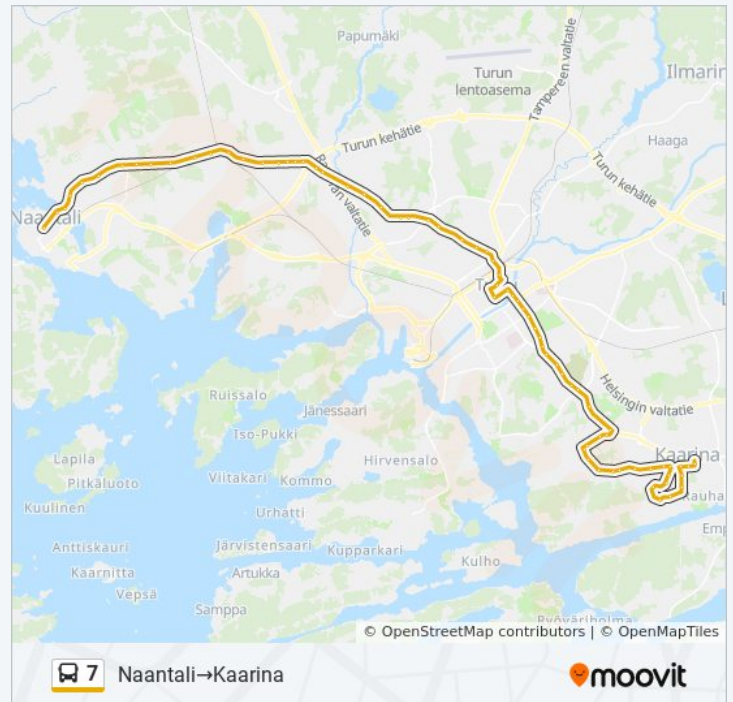 Papumäki
Turun
lentoasema
Tampereen valtatie
Ilmarin
Haaga
Turun kehätie
Turun kehätie
Naantali
Helsingin valtatie
Ruissalo
Jänessaari
Iso-Pukki
Kaarina
Lapila
Pitkäluoto
Viitakari
Kommo
Hirvensalo
Rauha
Kuulinen
Urhatti
Emp
Anttiskauri
Järvistensaari
Kupparkari
Kulho
Kaarnitta
Artukka
Vepsä
Samppa
Ryöväriholma
© OpenStreetMap contributors | © OpenMapTiles
7 Naantali→Kaarina
moovit